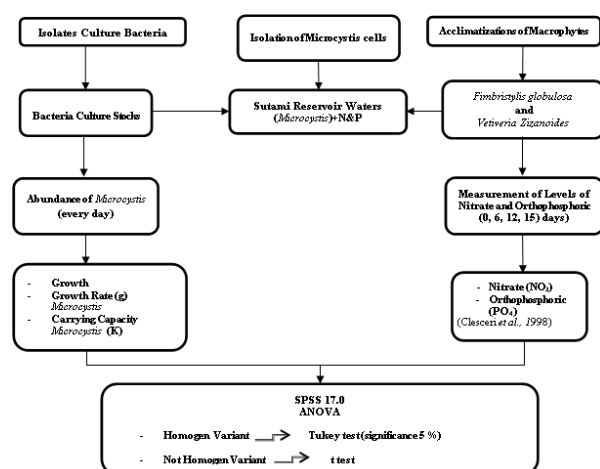 Isolates Culture Bacteria
Isolation of Microcystis cells
Acclimatizations of Macrophytes
Bacteria Culture Stocks
Sutami Reservoir Waters
(Microcystis)+N&P
Fimbristylis globulosa
and
Vetiveria Zizanoides
Abundance of Microcystis
(every day)
Measurement of Levels of
Nitrate and Orthophosphoric
(0, 6, 12, 15) days)
- Growth
- Growth Rate (g)
Microcystis
- Carrying Capacity
Microcystis (K)
- Nitrate (NO3)
- Orthophosphoric
(PO4)
(Clesceri et al., 1998)
SPSS 17.0
ANOVA
- Homogen Variant Tukey test (significance 5 %)
- Not Homogen Variant t test